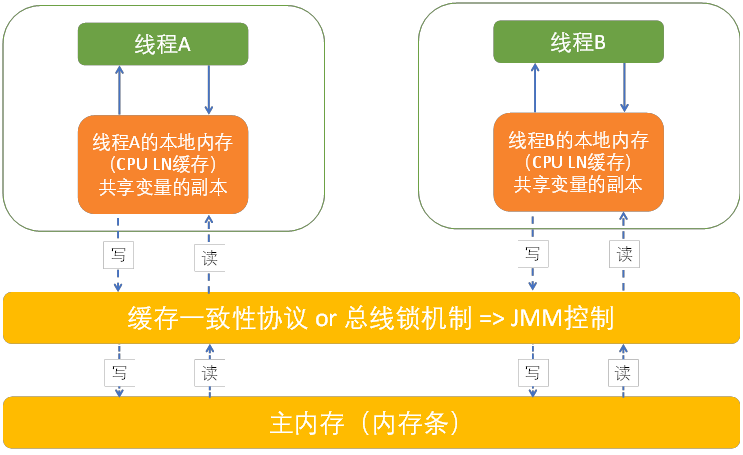 线程A
线程B
线程A的本地内存
（CPU LN缓存）
共享变量的副本
线程B的本地内存
（CPU LN缓存）
共享变量的副本
写
读
写
读
缓存一致性协议 or 总线锁机制 => JMM控制
写
读
写
读
主内存（内存条）